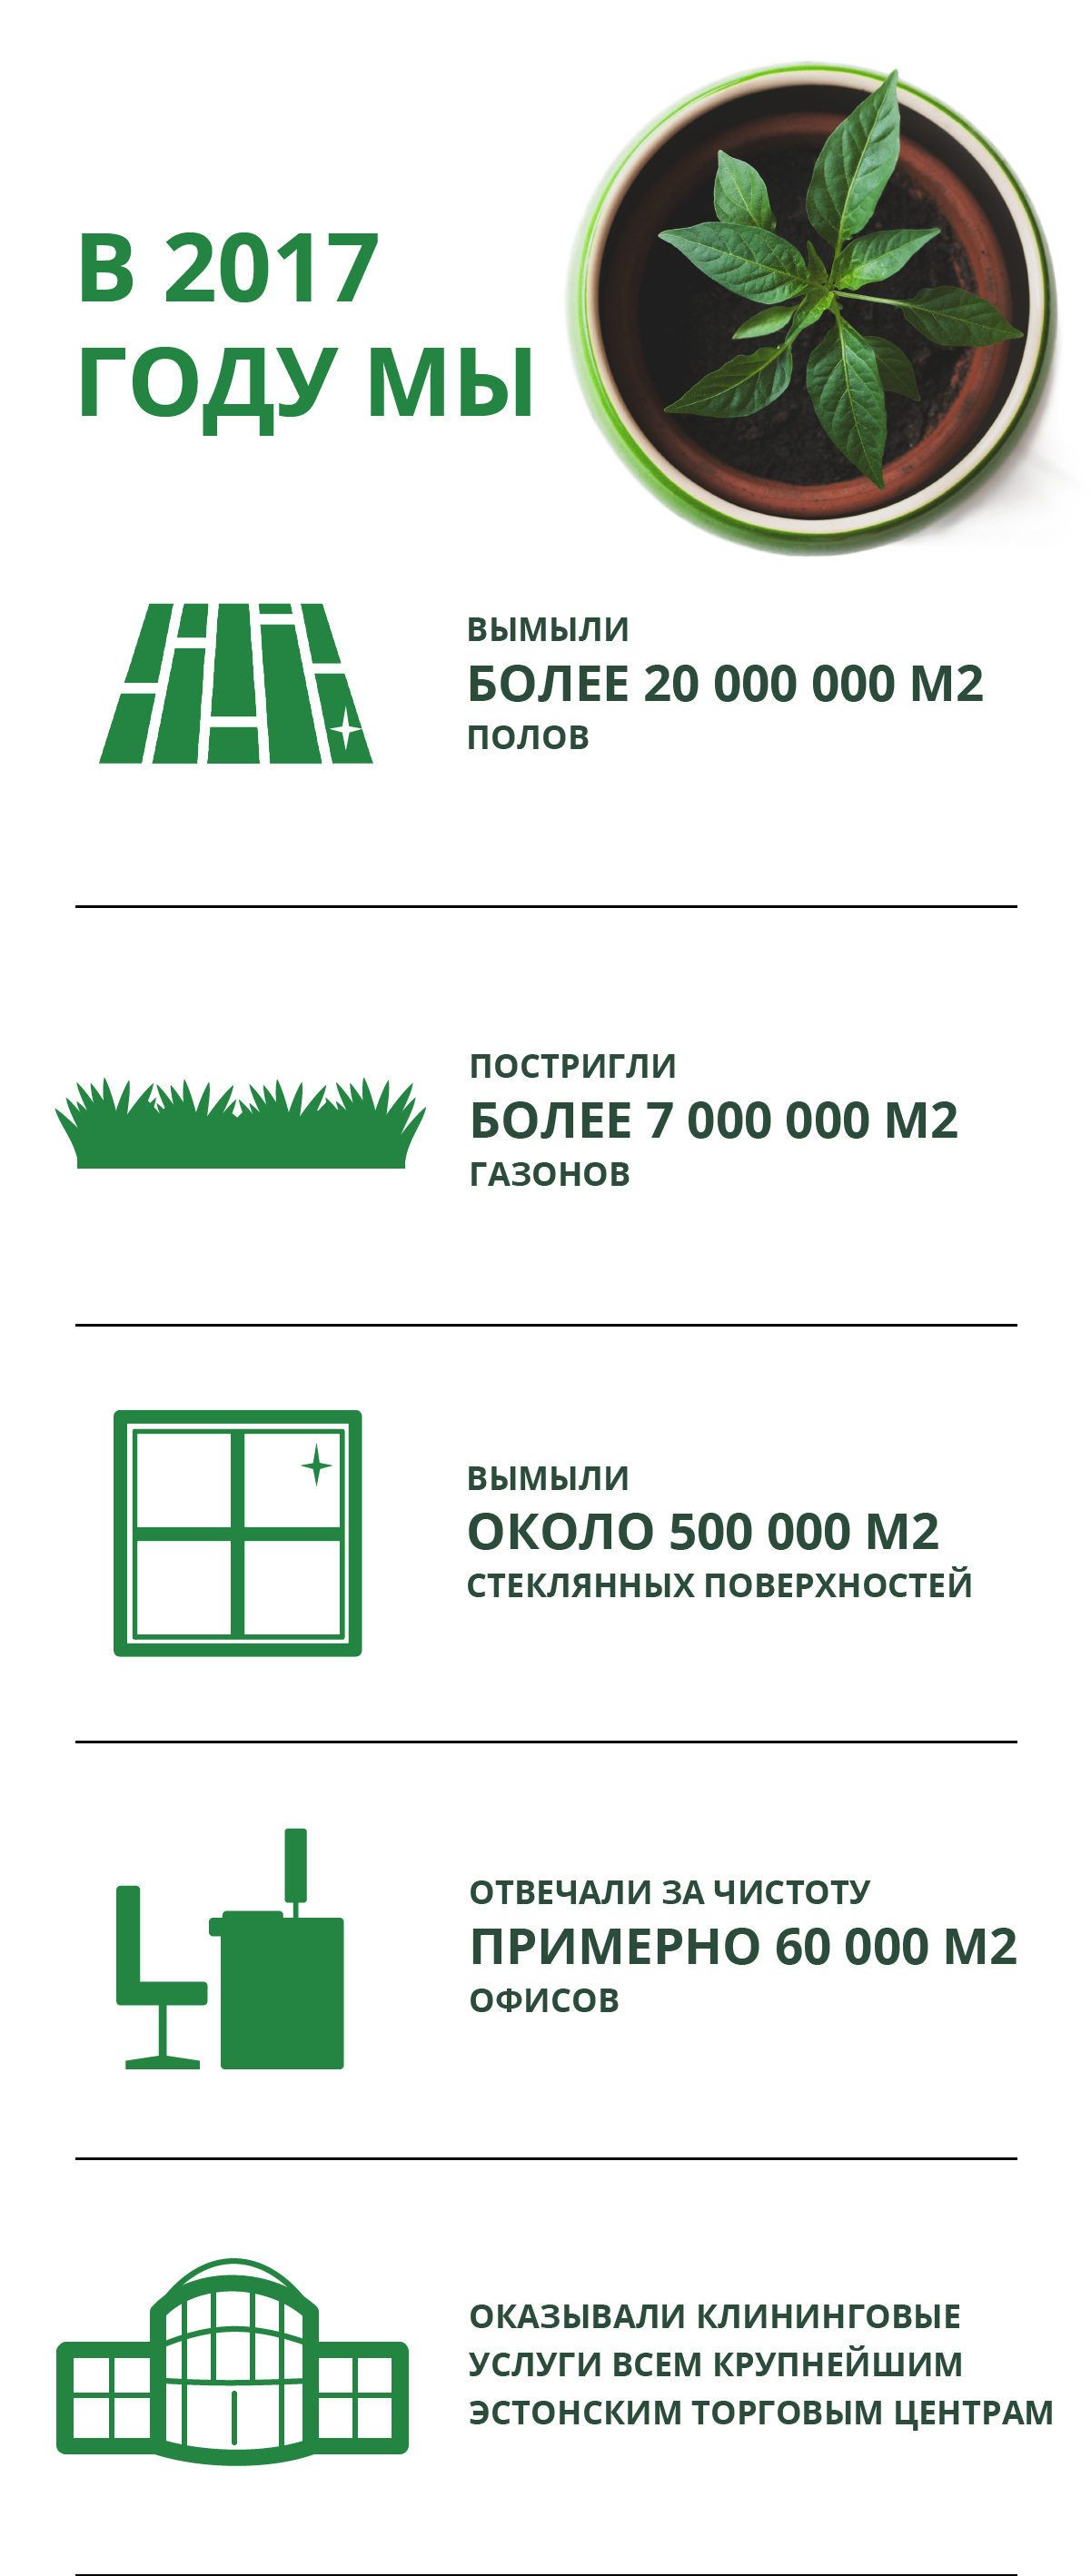 В 2017
ГОДУ МЫ
ВЫМЫЛИ
БОЛЕЕ 20 000 000 М2
ПОЛОВ
ПОСТРИГЛИ
БОЛЕЕ 7 000 000 М2
ГАЗОНОВ
ВЫМЫЛИ
ОКОЛО 500 000 М2
СТЕКЛЯННЫХ ПОВЕРХНОСТЕЙ
ОТВЕЧАЛИ ЗА ЧИСТОТУ
ПРИМЕРНО 60 000 М2
ОФИСОВ
ОКАЗЫВАЛИ КЛИНИНГОВЫЕ
УСЛУГИ ВСЕМ КРУПНЕЙШИМ
ЭСТОНСКИМ ТОРГОВЫМ ЦЕНТРАМ